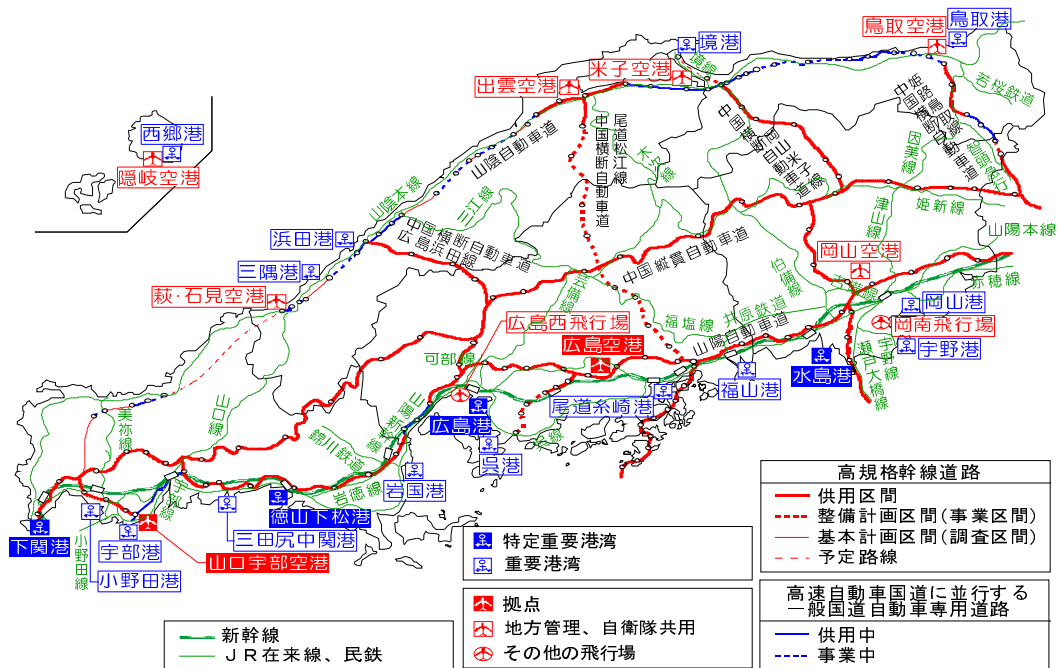 鳥取港
鳥取空港
境港
米子空港
境線
出雲空港
若桜鉄道
西郷港
隠岐空港
中国横断自動車道
姫路鳥取線
中国横断自動車道
岡山米子線
中国横断自動車道
尾道松江線
木次線
因美線
智頭急行
山陰自動車道
山陰本線
三江線
津山線
姫新線
山陽本線
浜田港
中国横断自動車道
広島浜田線
三隅港
中国縦貫自動車道
伯備線
岡山空港
吉備線
赤穂線
萩・石見空港
芸備線
福塩線
井原鉄道
岡山港
広島西飛行場
広島空港
山陽自動車道
岡南飛行場
宇野港
宇野線
瀬戸大橋線
可部線
水島港
福山港
尾道糸崎港
広島港
呉線
呉港
美祢線
山口線
錦川鉄道
岩徳線
岩国港
徳山下松港
三田尻中関港
下関港
宇部線
宇部港
山口宇部空港
小野田線
小野田港
高規格幹線道路
供用区間
整備計画区間(事業区間)
基本計画区間(調査区間)
予定路線
特定重要港湾
重要港湾
高速自動車国道に並行する
一般国道自動車専用道路
供用中
事業中
拠点
地方管理、自衛隊共用
その他の飛行場
新幹線
JR在来線、民鉄